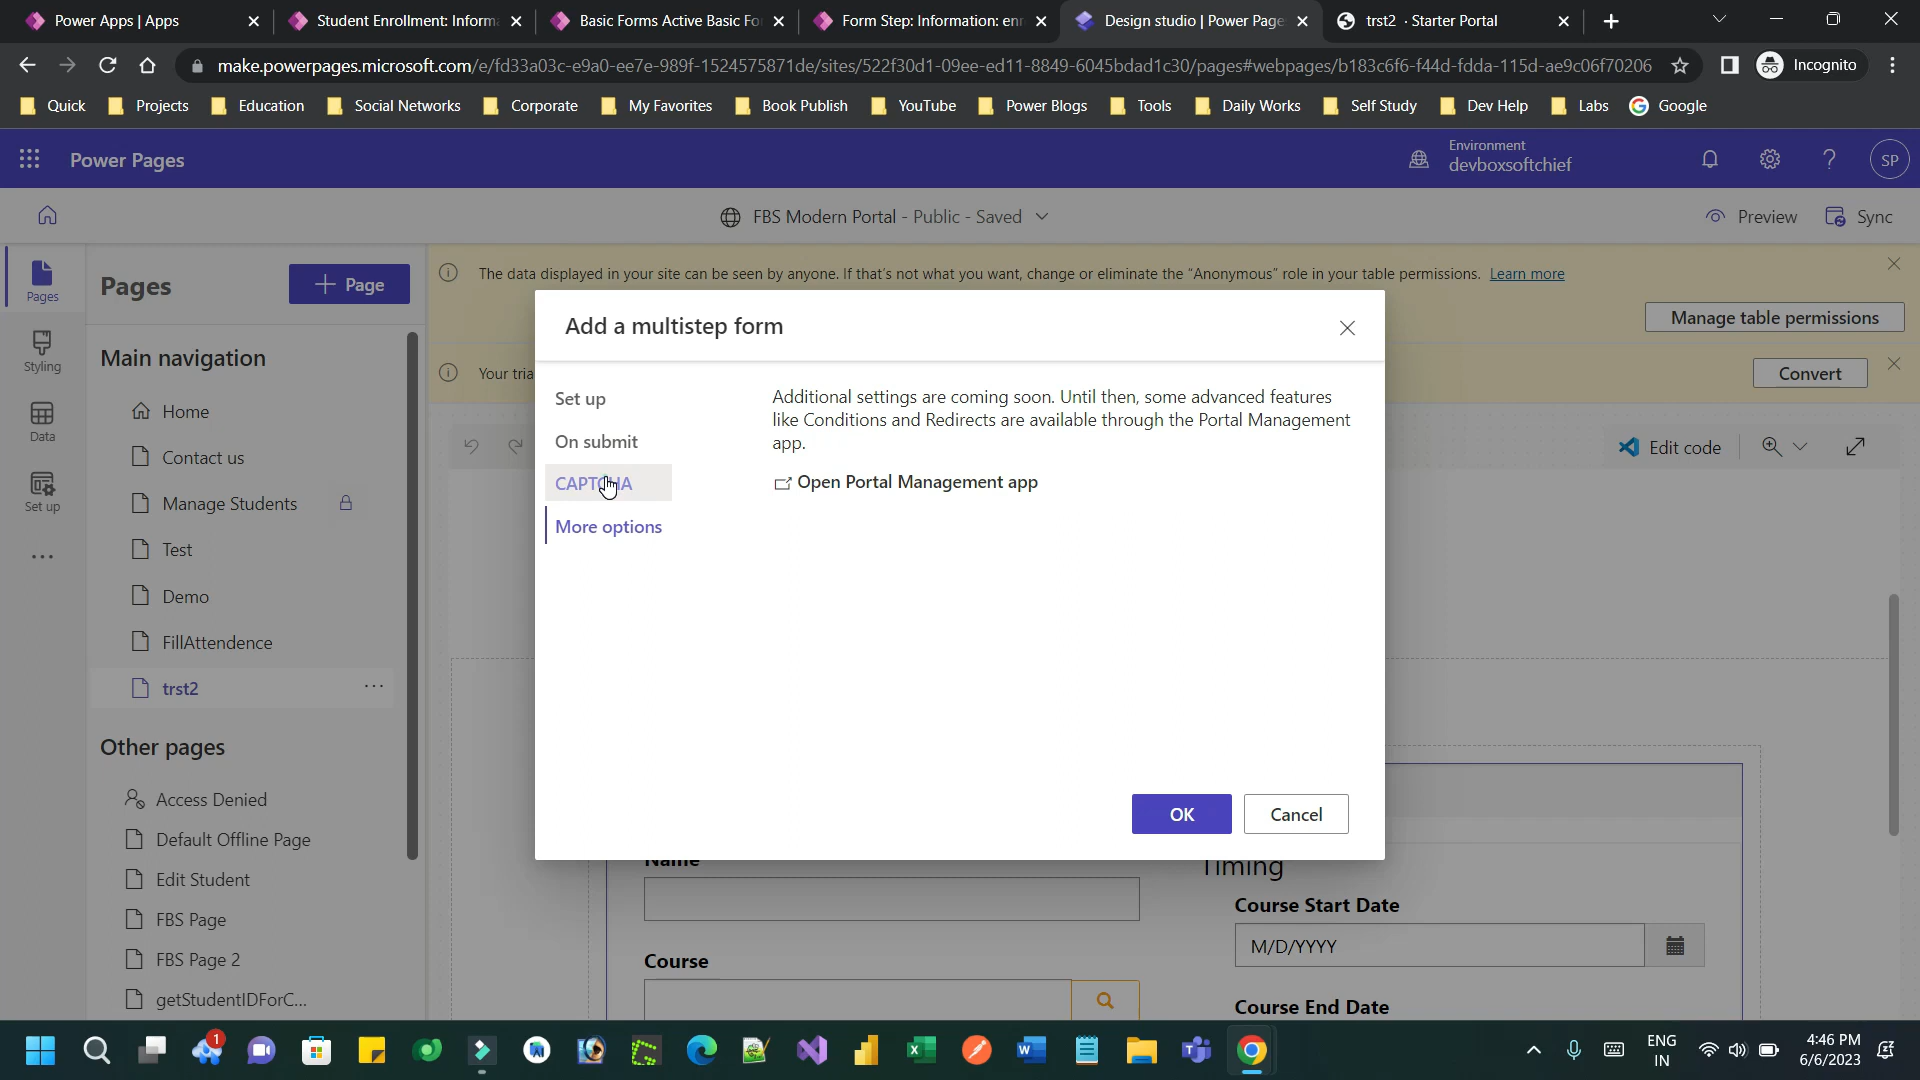 Power Apps | Apps
Student Enrollment: Inform
Basic Forms Active Basic Fo
Form Step: Information: enr
Design studio | Power Page
trst2 · Starter Portal
make.powerpages.microsoft.com/e/fd33a03c-e9a0-ee7e-989f-1524575871de/sites/522f30d1-09ee-ed11-8849-6045bdad1c30/pages#webpages/b183c6f6-f44d-fdda-115d-ae9c06f70206
Incognito
Quick
Projects
Education
Social Networks
Corporate
My Favorites
Book Publish
YouTube
Power Blogs
Tools
Daily Works
Self Study
Dev Help
Labs
Google
Power Pages
Environment
devboxsoftchief
SP
FBS Modern Portal - Public - Saved
Preview
Sync
Pages
Styling
Data
Set up
Pages
Page
Main navigation
Home
Contact us
Manage Students
Test
Demo
FillAttendence
trst2
Other pages
Access Denied
Default Offline Page
Edit Student
FBS Page
FBS Page 2
getStudentIDForC...
The data displayed in your site can be seen by anyone. If that's not what you want, change or eliminate the "Anonymous" role in your table permissions. Learn more
Manage table permissions
Your tria
Convert
Edit code
Add a multistep form
Set up
On submit
CAPTCHA
More options
Additional settings are coming soon. Until then, some advanced features
like Conditions and Redirects are available through the Portal Management
app.
Open Portal Management app
OK
Cancel
Name
Course
Timing
Course Start Date
M/D/YYYY
Course End Date
1
ENG
IN
4:46 PM
6/6/2023